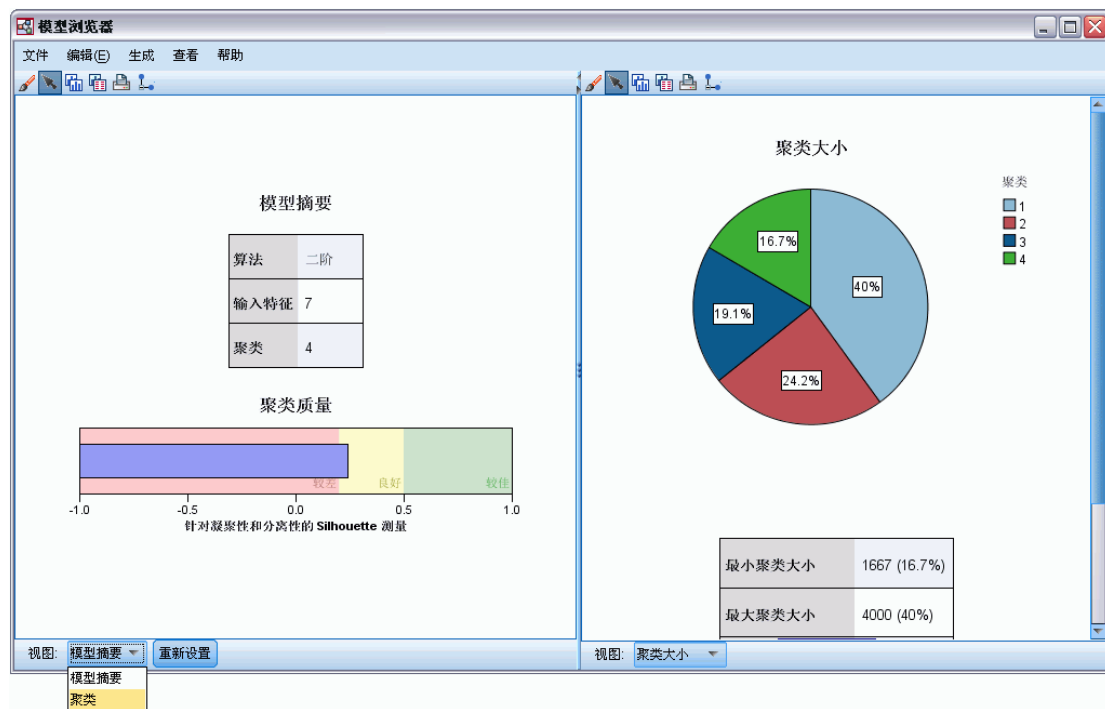 模型浏览器
文件 编辑(E) 生成 查看 帮助
模型摘要
算法 二阶
输入特征 7
聚类 4
聚类质量
较差 良好 较佳
-1.0 -0.5 0.0 0.5 1.0
针对凝聚性和分离性的 Silhouette 测量
视图: 模型摘要 重新设置
模型摘要
聚类
聚类大小
聚类
1
2
3
4
16.7%
40%
19.1%
24.2%
最小聚类大小 1667 (16.7%)
最大聚类大小 4000 (40%)
视图: 聚类大小